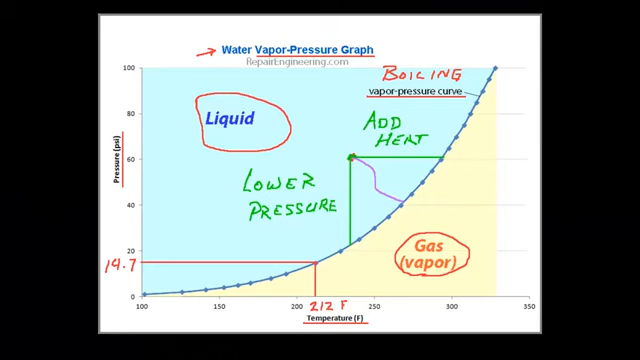 Water Vapor-Pressure Graph
RepairEngineering.com
100
80
60
40
20
0
Pressure (psi)
14.7
BOILING
vapor-pressure curve
Liquid
ADD
HEAT
LOWER
PRESSURE
Gas
(vapor)
212 F
100
150
200
250
300
350
Temperature (F)